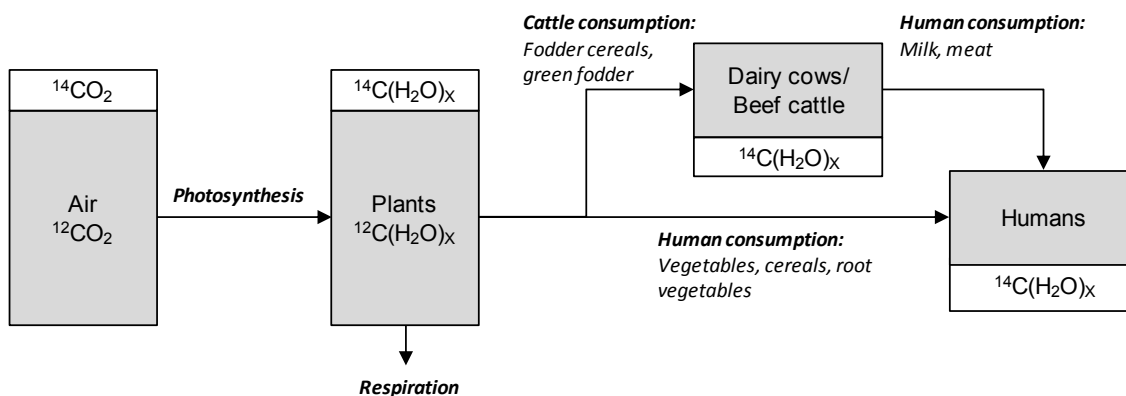 ¹⁴CO₂
Air
¹²CO₂
Photosynthesis
¹⁴C(H₂O)ₓ
Plants
¹²C(H₂O)ₓ
Respiration
Cattle consumption:
Fodder cereals,
green fodder
Dairy cows/
Beef cattle
¹⁴C(H₂O)ₓ
Human consumption:
Milk, meat
Human consumption:
Vegetables, cereals, root
vegetables
Humans
¹⁴C(H₂O)ₓ